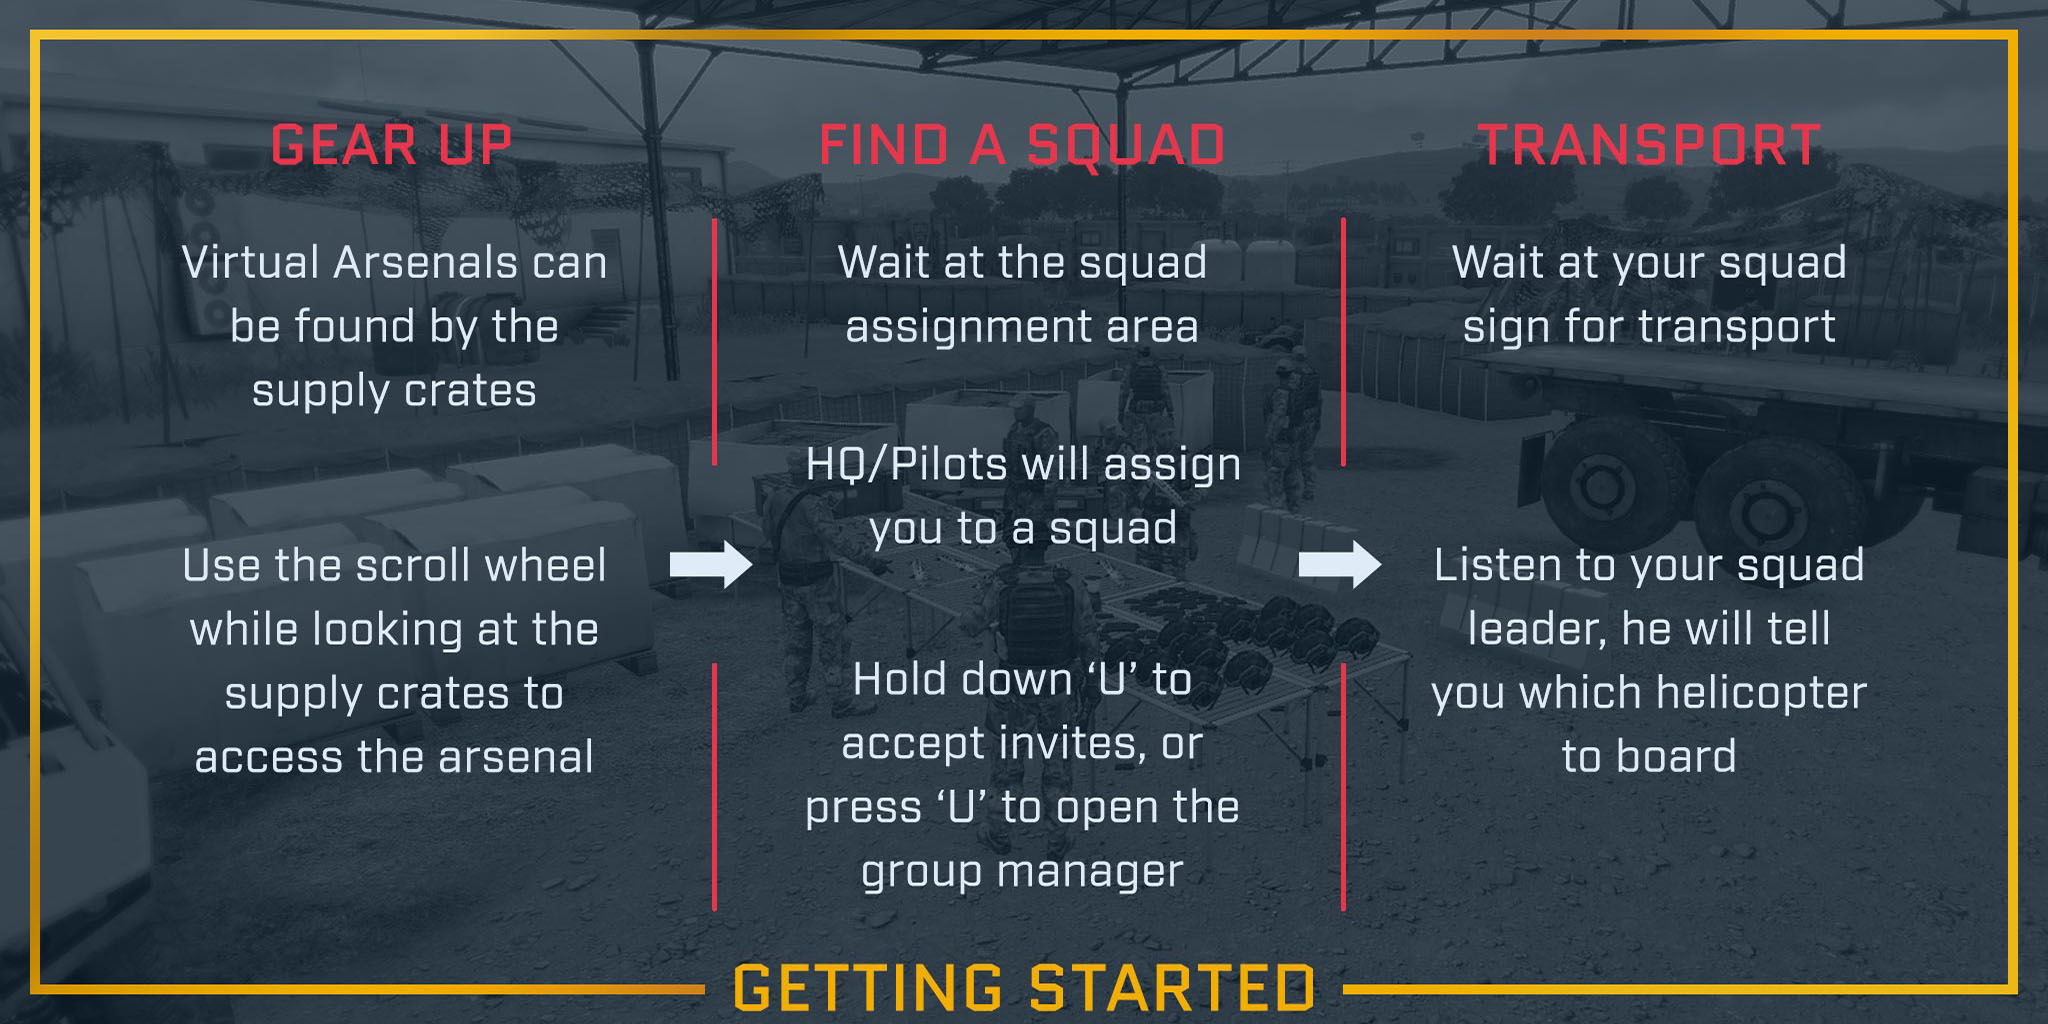 GEAR UP
Virtual Arsenals can
be found by the
supply crates
Use the scroll wheel
while looking at the
supply crates to
access the arsenal
FIND A SQUAD
Wait at the squad
assignment area
HQ/Pilots will assign
you to a squad
Hold down ‘U’ to
accept invites, or
press ‘U’ to open the
group manager
TRANSPORT
Wait at your squad
sign for transport
Listen to your squad
leader, he will tell
you which helicopter
to board
GETTING STARTED